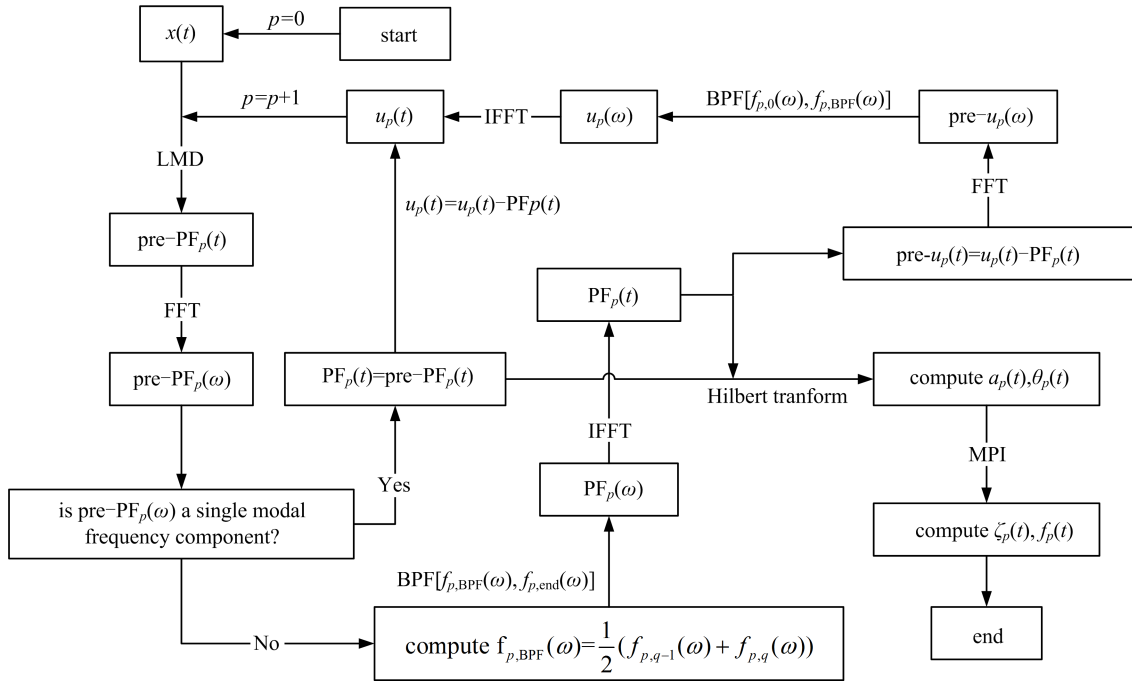 x(t)
p=0
start
p=p+1
u_p(t)
IFFT
u_p(ω)
BPF[f_{p,0}(ω), f_{p,BPF}(ω)]
pre−u_p(ω)
LMD
FFT
u_p(t)=u_p(t)−PFp(t)
pre−PF_p(t)
pre-u_p(t)=u_p(t)−PF_p(t)
PF_p(t)
FFT
pre−PF_p(ω)
PF_p(t)=pre−PF_p(t)
Hilbert tranform
compute a_p(t),θ_p(t)
IFFT
MPI
Yes
PF_p(ω)
is pre−PF_p(ω) a single modal
frequency component?
compute ζ_p(t), f_p(t)
BPF[f_{p,BPF}(ω), f_{p,end}(ω)]
No
compute f_{p,BPF}(ω)=1/2(f_{p,q−1}(ω)+f_{p,q}(ω))
end